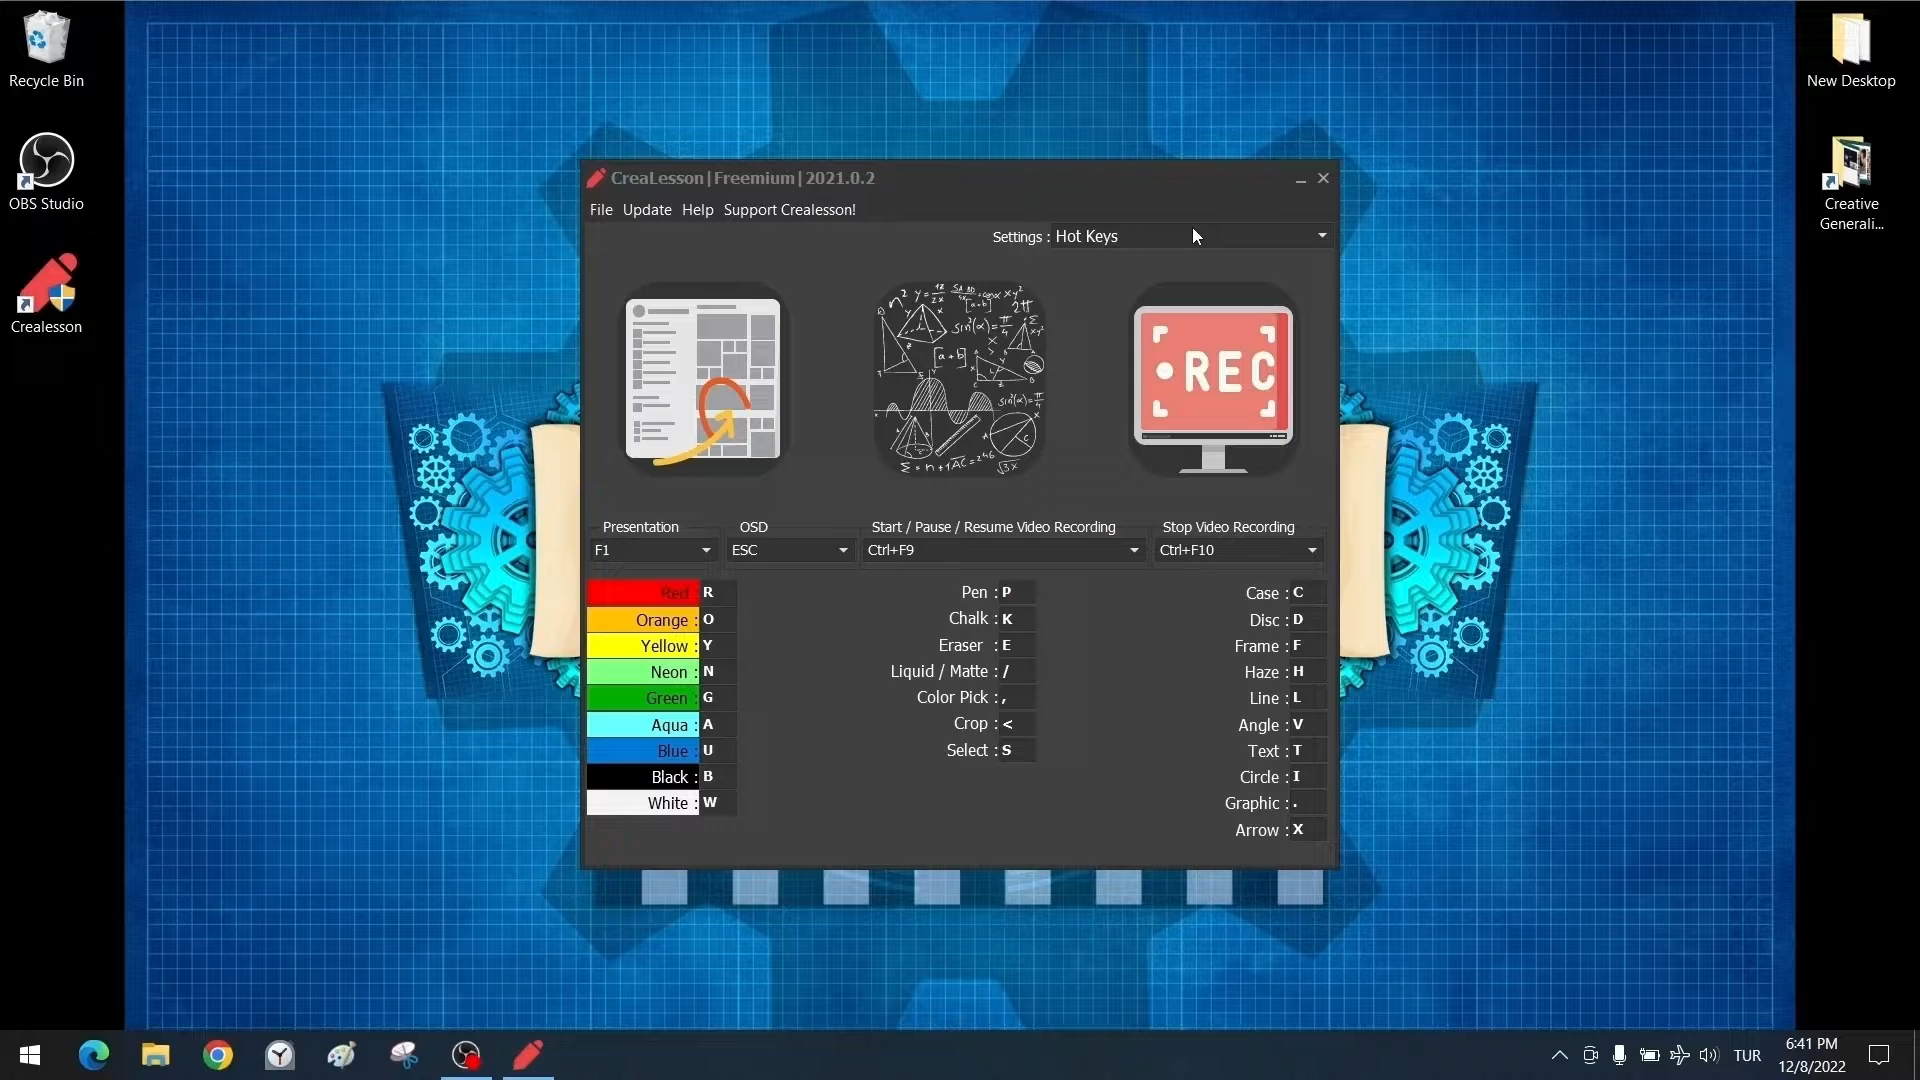 Recycle Bin
OBS Studio
Crealesson
New Desktop
Creative
Generali...
CreaLesson|Freemium|2021.0.2
File Update Help Support Crealesson!
Settings : Hot Keys
REC
Presentation OSD Start / Pause / Resume Video Recording Stop Video Recording
F1 ESC Ctrl+F9 Ctrl+F10
Red : R
Orange : O
Yellow : Y
Neon : N
Green : G
Aqua : A
Blue : U
Black : B
White : W
Pen : P
Chalk : K
Eraser : E
Liquid / Matte : /
Color Pick : ,
Crop : <
Select : S
Case : C
Disc : D
Frame : F
Haze : H
Line : L
Angle : V
Text : T
Circle : I
Graphic : .
Arrow : X
TUR
6:41 PM
12/8/2022